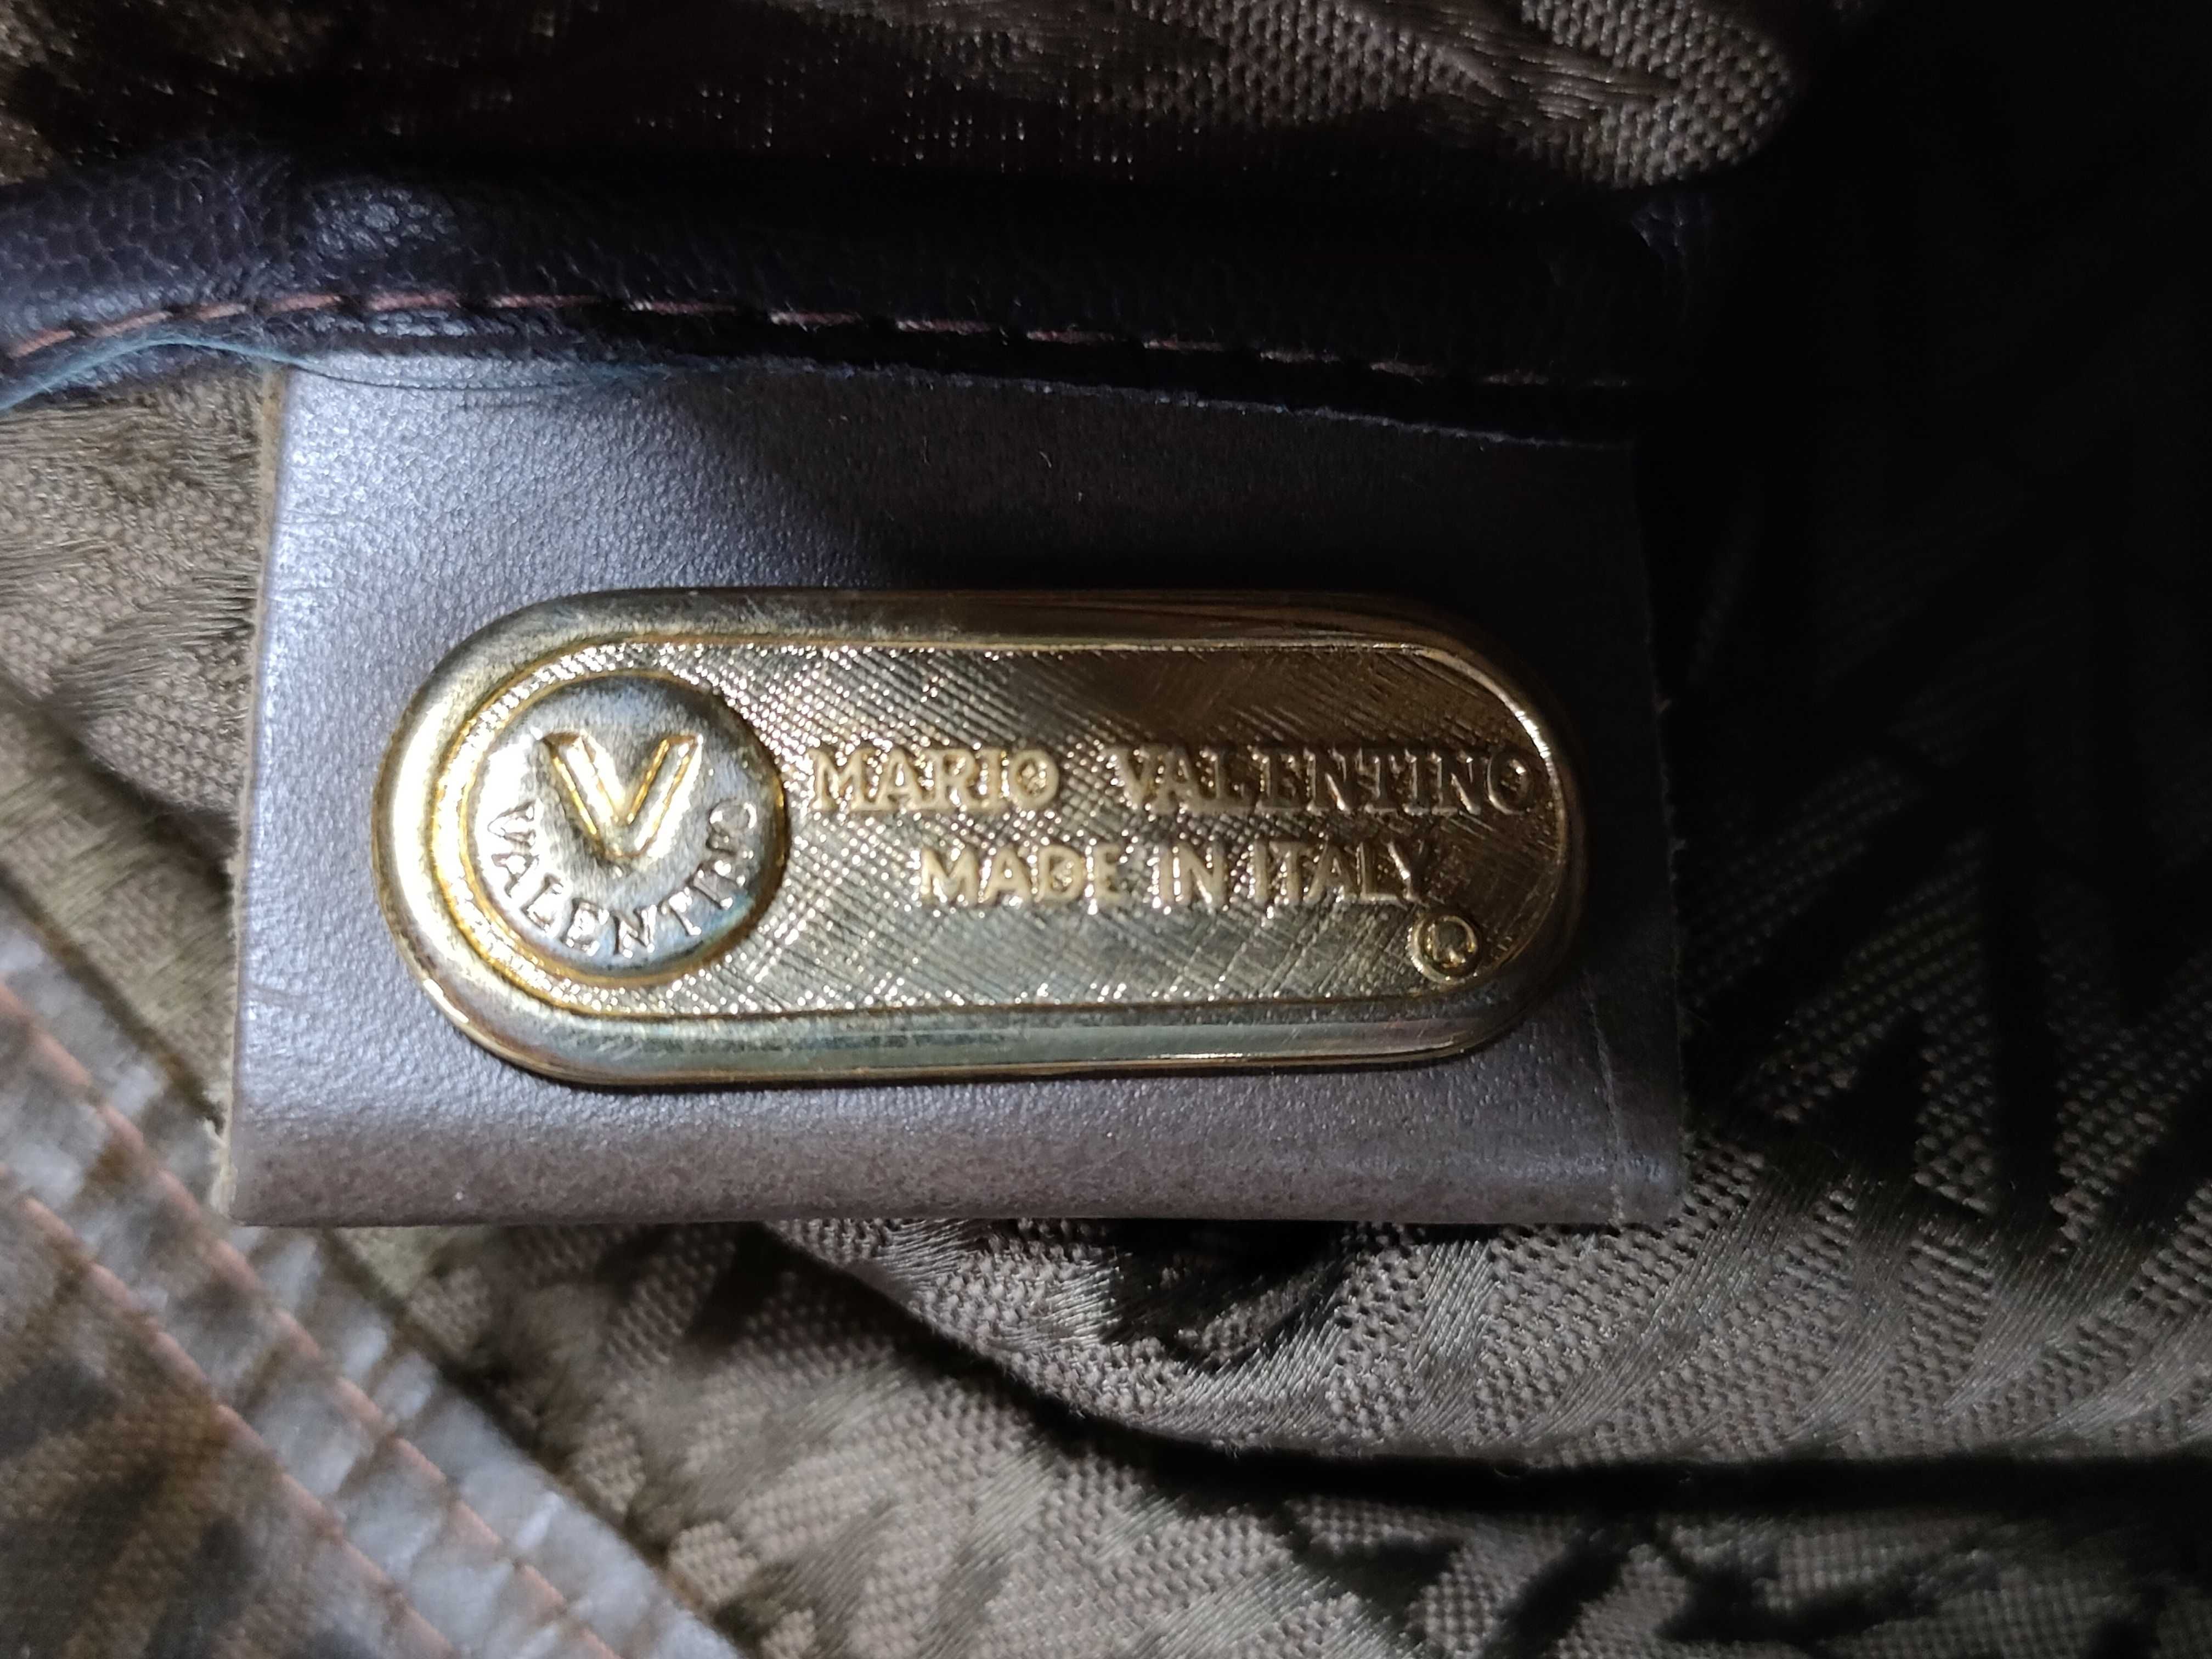 V
VALENTINO
MARIO VALENTINO
MADE IN ITALY
©